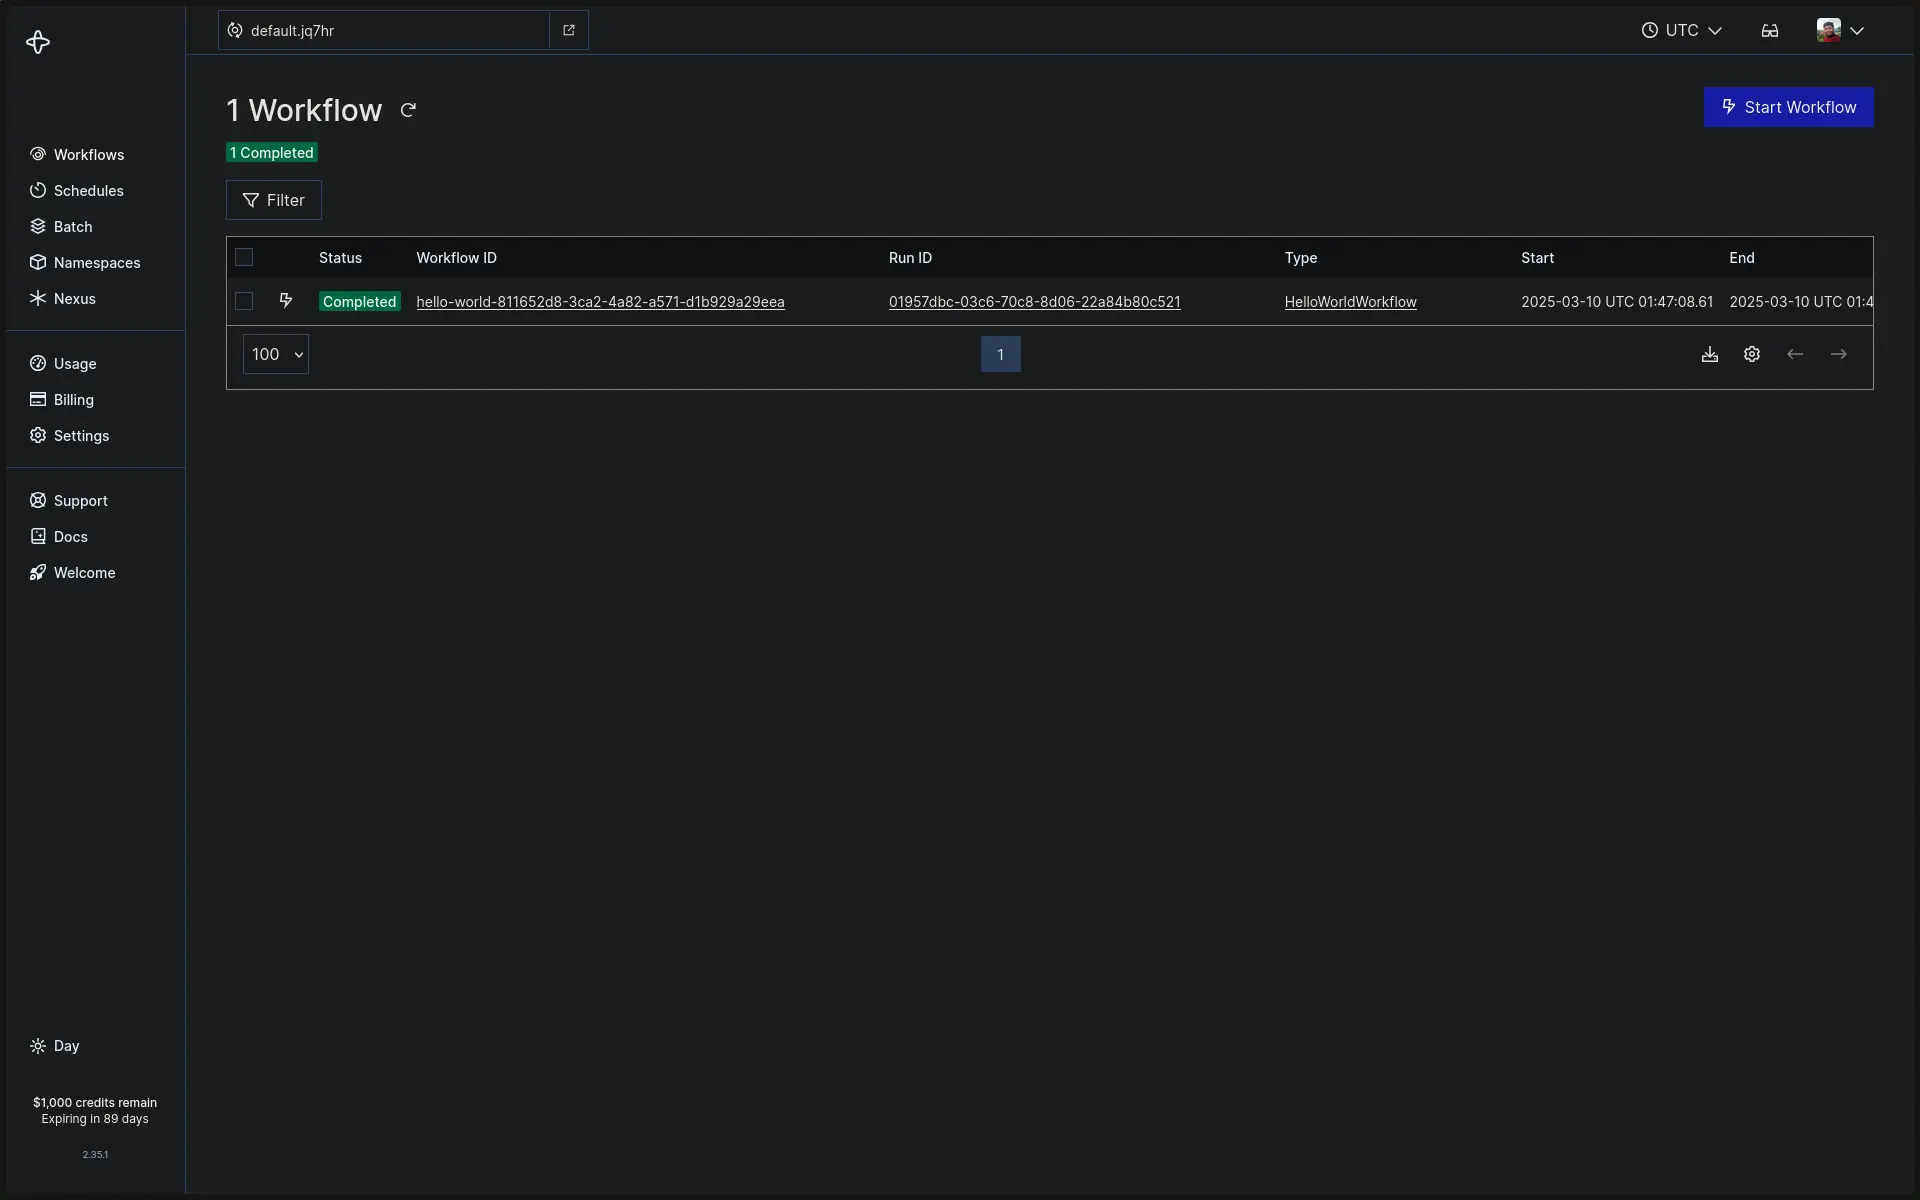 default.jq7hr
UTC
1 Workflow
Start Workflow
1 Completed
Filter
Workflows
Schedules
Batch
Namespaces
Nexus
Usage
Billing
Settings
Support
Docs
Welcome
Status Workflow ID Run ID Type Start End
Completed hello-world-811652d8-3ca2-4a82-a571-d1b929a29eea 01957dbc-03c6-70c8-8d06-22a84b80c521 HelloWorldWorkflow 2025-03-10 UTC 01:47:08.61 2025-03-10 UTC 01:4
100 1
Day
$1,000 credits remain
Expiring in 89 days
2.35.1